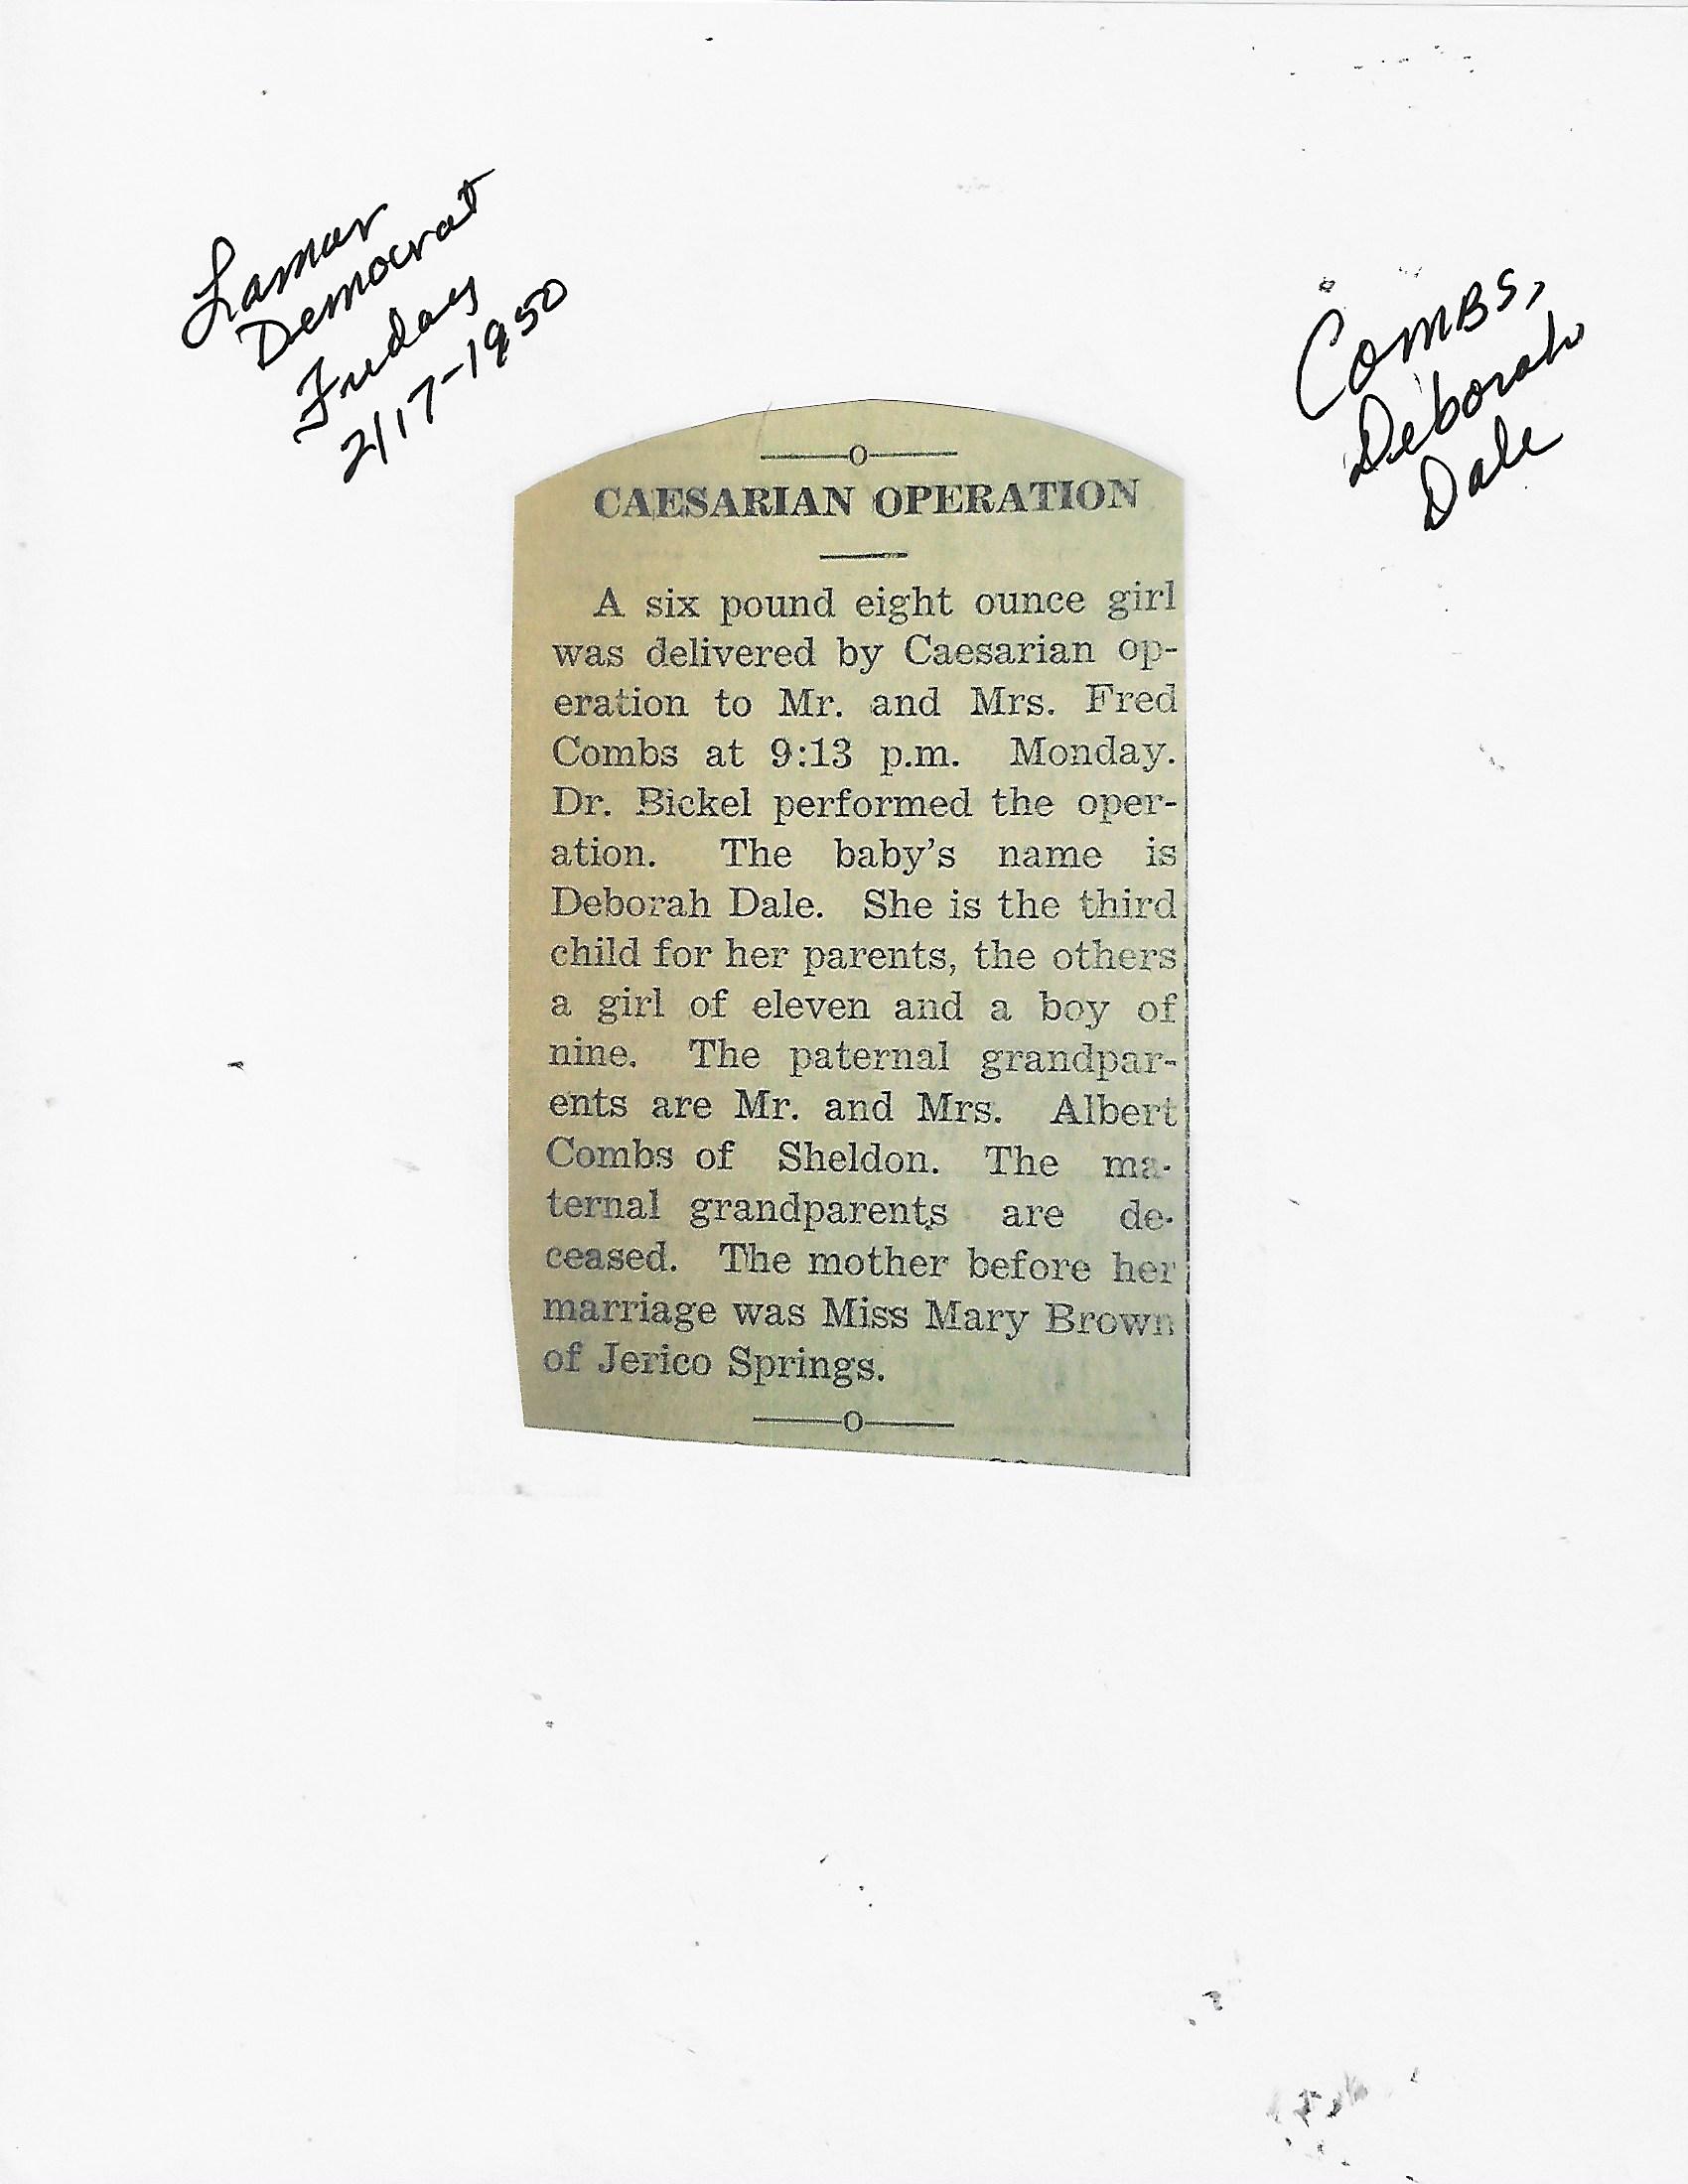 Lamar
Democrat
Friday
2/17-1950
Combs,
Deborah
Dale
CAESARIAN OPERATION
A six pound eight ounce girl
was delivered by Caesarian op-
eration to Mr. and Mrs. Fred
Combs at 9:13 p.m. Monday.
Dr. Bickel performed the oper-
ation. The baby's name is
Deborah Dale. She is the third
child for her parents, the others
a girl of eleven and a boy of
nine. The paternal grandpar-
ents are Mr. and Mrs. Albert
Combs of Sheldon. The ma-
ternal grandparents are de-
ceased. The mother before her
marriage was Miss Mary Brown
of Jerico Springs.